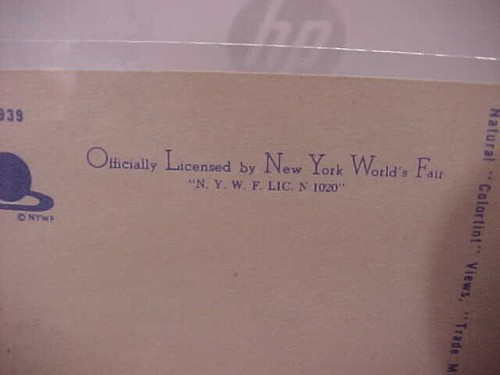 hp
939
Officially Licensed by New York World's Fair
"N. Y. W. F. LIC. N 1020"
© NYWF
Natural "Colortint" Views, "Trade M